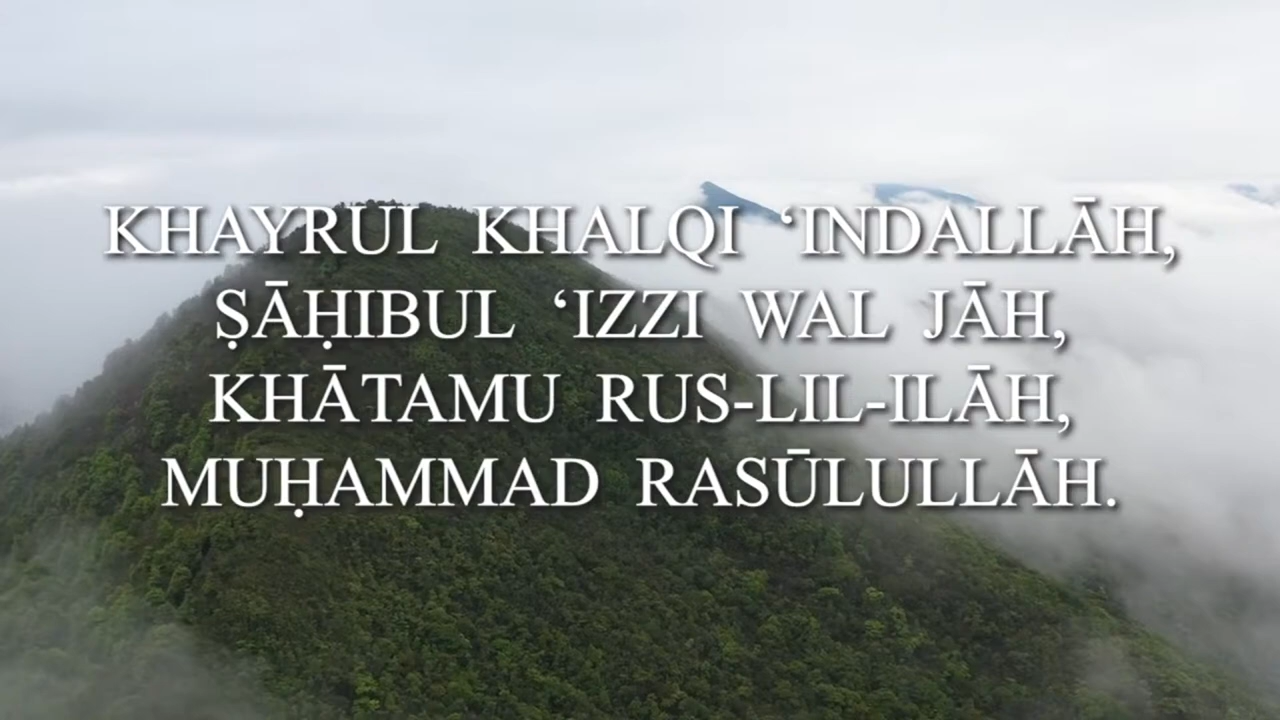 KHAYRUL KHALQI ‘INDALLĀH,
ṢĀḤIBUL ‘IZZI WAL JĀH,
KHĀTAMU RUS-LIL-ILĀH,
MUḤAMMAD RASŪLULLĀH.